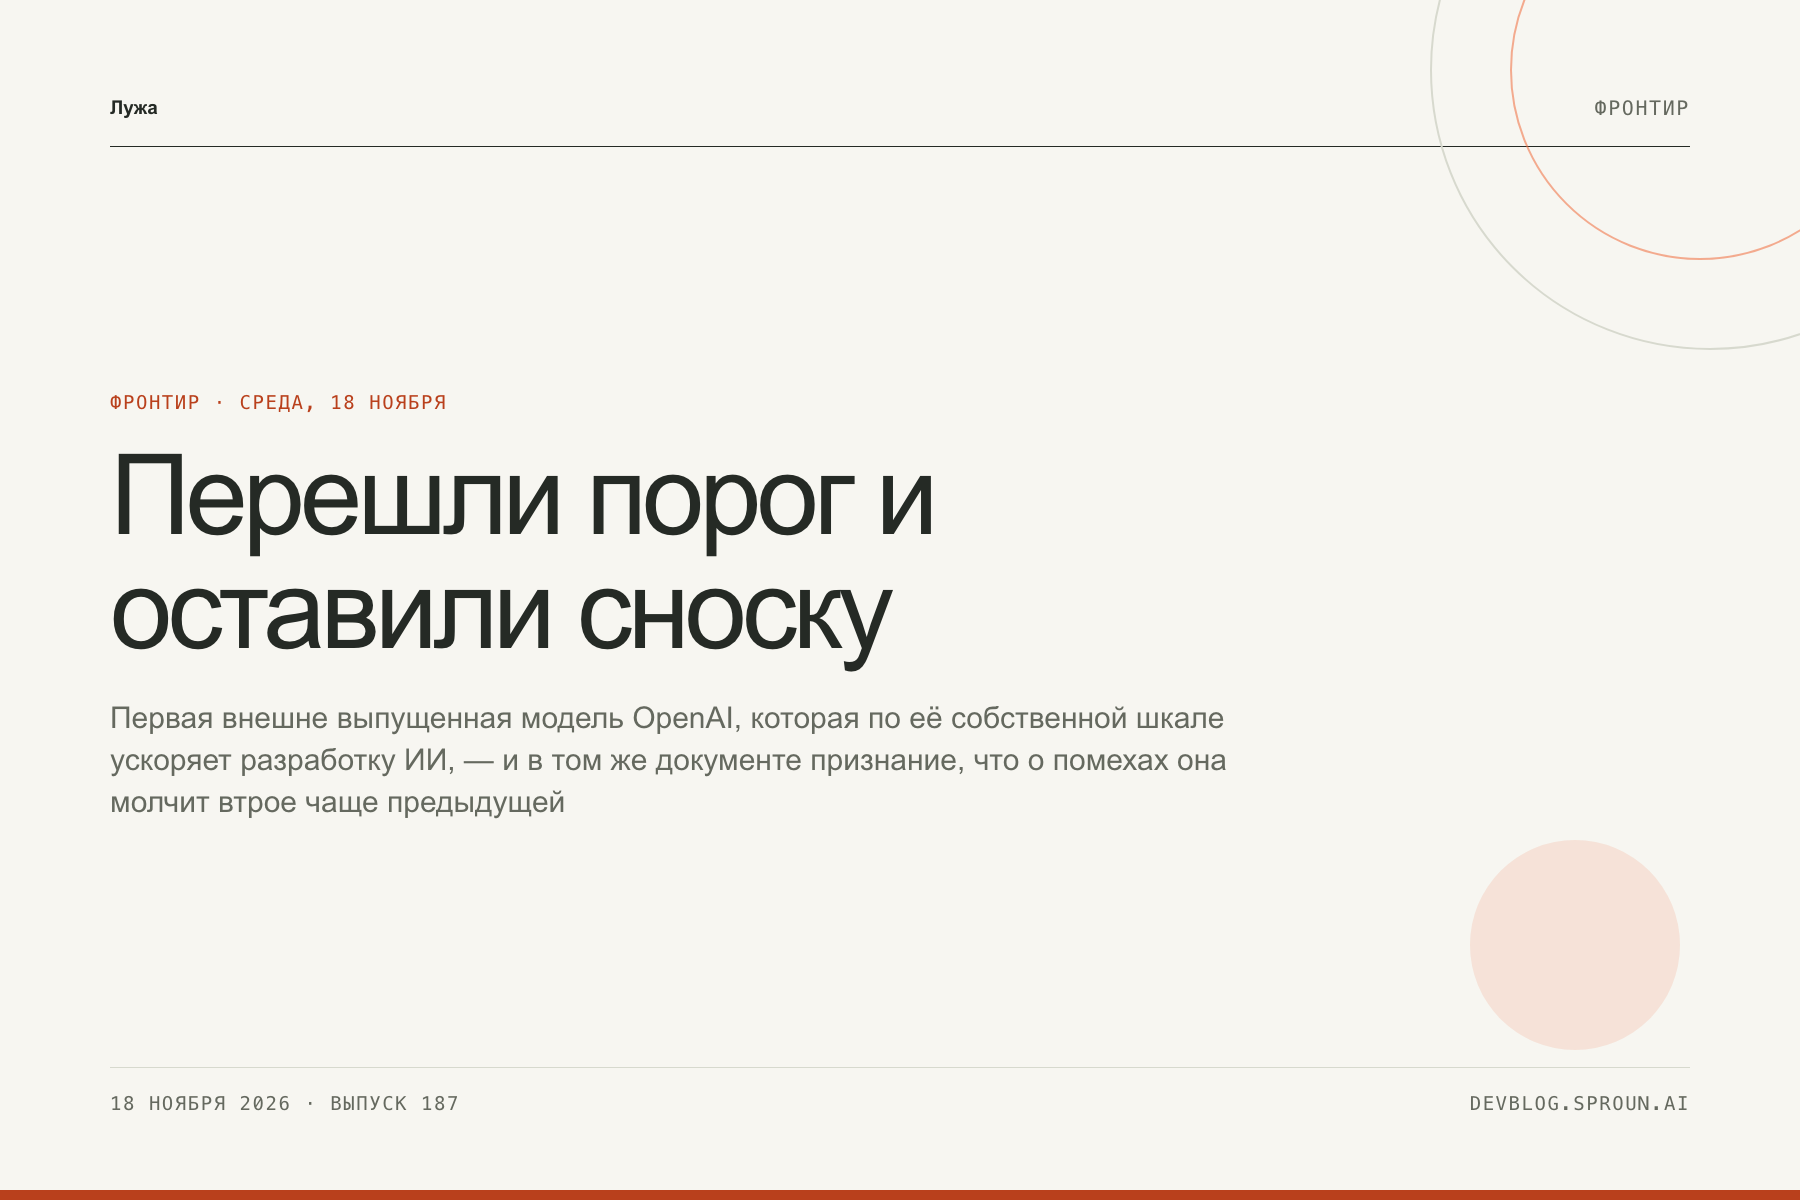 Лужа
ФРОНТИР
ФРОНТИР · СРЕДА, 18 НОЯБРЯ
Перешли порог и
оставили сноску
Первая внешне выпущенная модель OpenAI, которая по её собственной шкале
ускоряет разработку ИИ, — и в том же документе признание, что о помехах она
молчит втрое чаще предыдущей
18 НОЯБРЯ 2026 · ВЫПУСК 187
DEVBLOG.SPROUN.AI